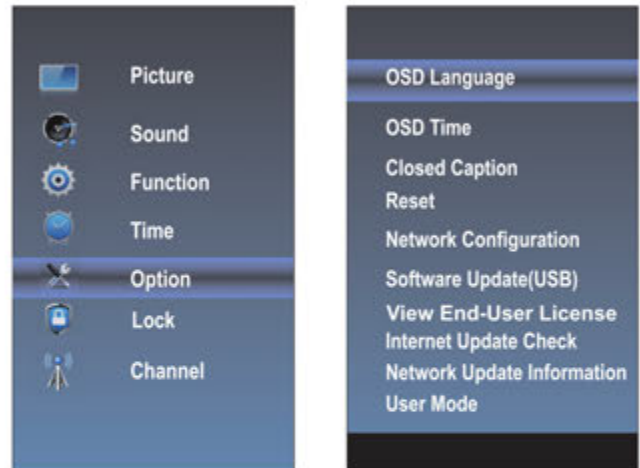 Picture
Sound
Function
Time
Option
Lock
Channel
OSD Language
OSD Time
Closed Caption
Reset
Network Configuration
Software Update(USB)
View End-User License
Internet Update Check
Network Update Information
User Mode